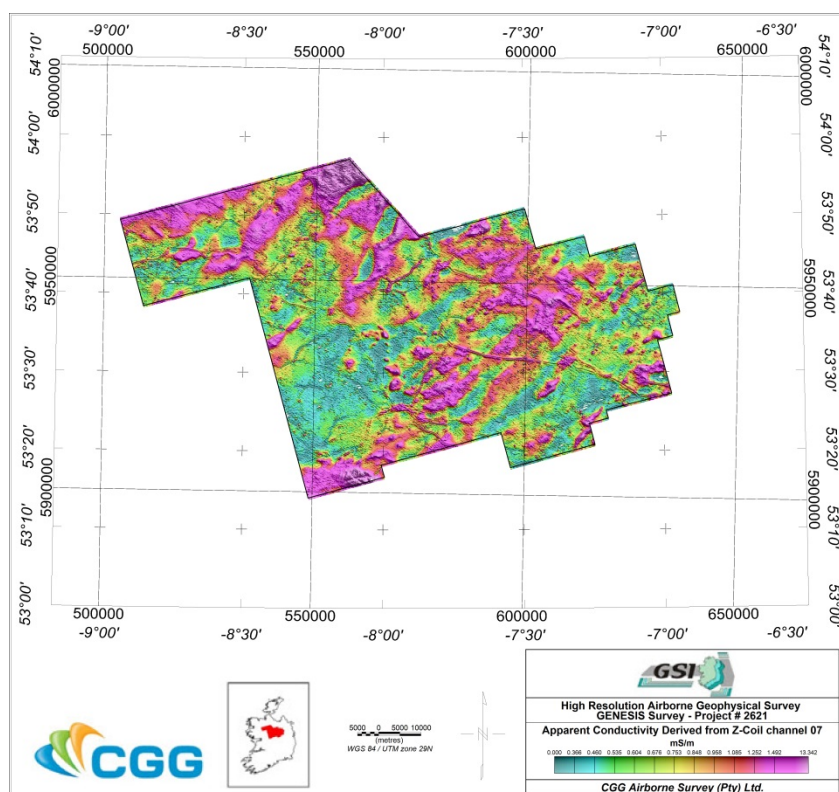 -9°00' -8°30' -8°00' -7°30' -7°00' -6°30'
500000 550000 600000 650000
54°10' 6000000 6000000 54°10'
54°00' 54°00'
53°50' 53°50'
53°40' 5950000 5950000 53°40'
53°30' 53°30'
53°20' 53°20'
5900000 5900000
53°10' 53°10'
53°00' 53°00'
500000 550000 600000 650000
-9°00' -8°30' -8°00' -7°30' -7°00' -6°30'
CGG
5000 0 5000 10000
(metres)
WGS 84 / UTM zone 29N
N
GSI
High Resolution Airborne Geophysical Survey
GENESIS Survey - Project # 2621
Apparent Conductivity Derived from Z-Coil channel 07
mS/m
0.000 0.366 0.460 0.535 0.604 0.676 0.753 0.848 0.958 1.085 1.252 1.492 13.342
CGG Airborne Survey (Pty) Ltd.